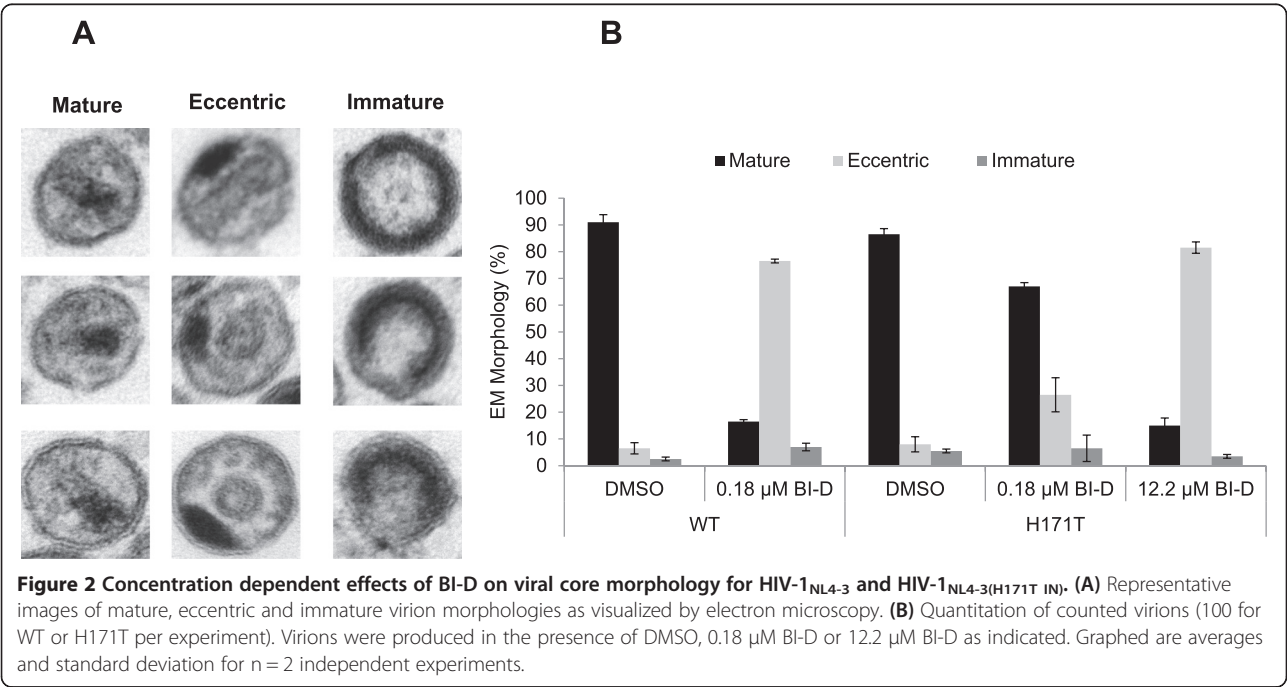 A
B
Mature Eccentric Immature
Mature Eccentric Immature
EM Morphology (%)
100
90
80
70
60
50
40
30
20
10
0
DMSO 0.18 µM BI-D DMSO 0.18 µM BI-D 12.2 µM BI-D
WT H171T
Figure 2 Concentration dependent effects of BI-D on viral core morphology for HIV-1NL4-3 and HIV-1NL4-3(H171T IN). (A) Representative
images of mature, eccentric and immature virion morphologies as visualized by electron microscopy. (B) Quantitation of counted virions (100 for
WT or H171T per experiment). Virions were produced in the presence of DMSO, 0.18 µM BI-D or 12.2 µM BI-D as indicated. Graphed are averages
and standard deviation for n = 2 independent experiments.